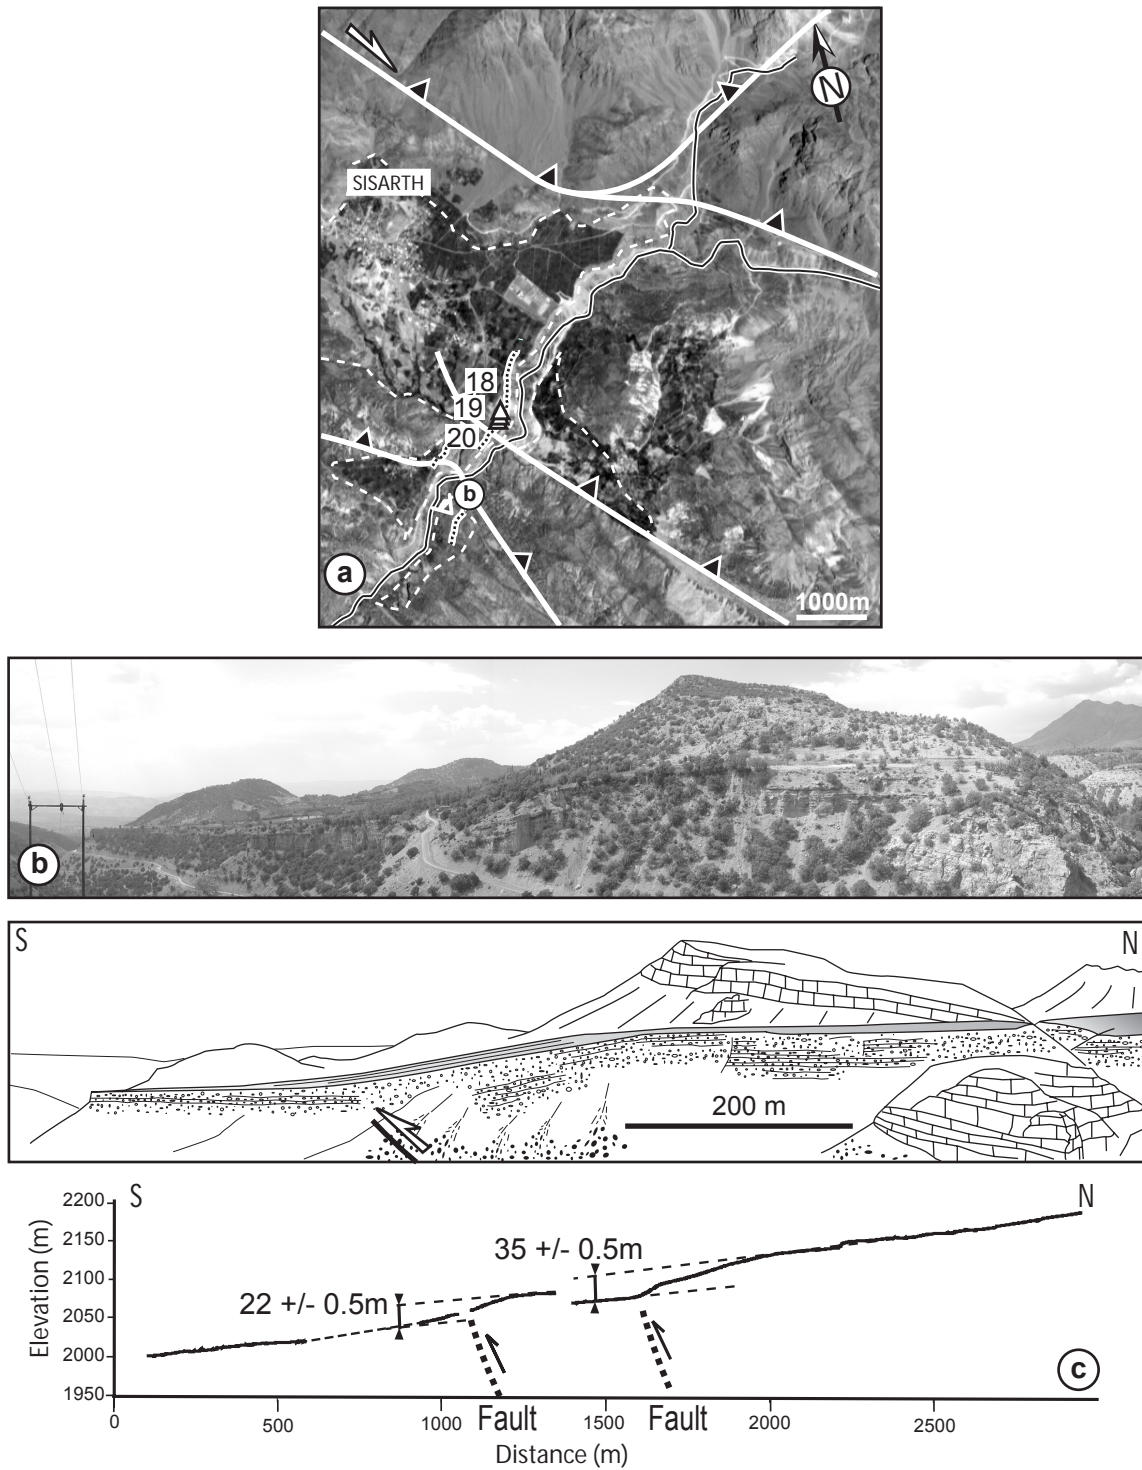 N
SISARTH
18
19
20
b
a
1000m
b
S
N
200 m
S
N
2200
2150
2100
2050
2000
1950
Elevation (m)
35 +/- 0.5m
22 +/- 0.5m
c
0
500
1000
Fault
1500
Fault
2000
2500
Distance (m)